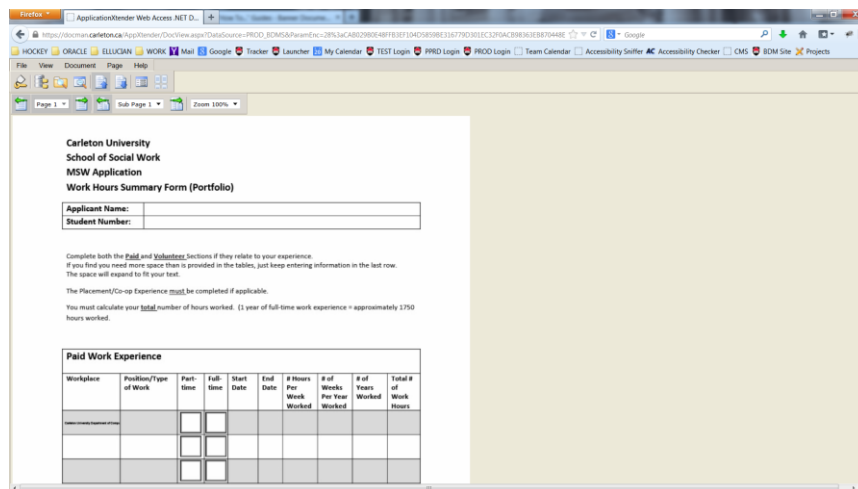 Firefox
ApplicationXtender Web Access .NET D...
https://docman.carleton.ca/AppXtender/DocView.aspx?DataSource=PROD_BDMS&ParamEnc=
Google
HOCKEY ORACLE ELLUCIAN WORK Mail Google Tracker Launcher My Calendar TEST Login PPRD Login PROD Login Team Calendar Accessibility Sniffer AC Accessibility Checker CMS BDM Site Projects
File View Document Page Help
Page 1 Sub Page 1 Zoom 100%
Carleton University
School of Social Work
MSW Application
Work Hours Summary Form (Portfolio)
Applicant Name:
Student Number:
Complete both the Paid and Volunteer Sections if they relate to your experience.
If you find you need more space than is provided in the tables, just keep entering information in the last row.
The space will expand to fit your text.
The Placement/Co-op Experience must be completed if applicable.
You must calculate your total number of hours worked. (1 year of full-time work experience = approximately 1750
hours worked.
Paid Work Experience
Workplace Position/Type Part- Full- Start End # Hours # of # of Total #
of Work time time Date Date Per Weeks Years of
Week Per Year Worked Work
Worked Worked Hours
Carleton University Department of